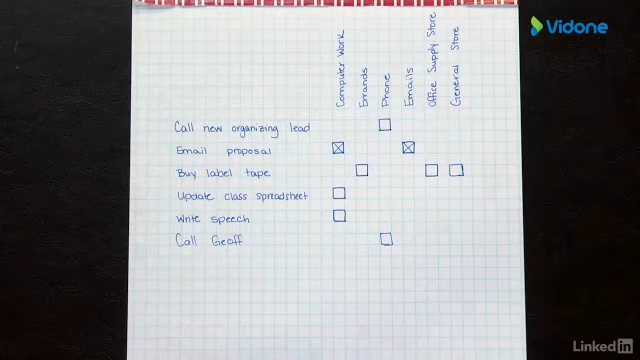 Vidone
Computer Work
Errands
Phone
Emails
Office Supply Store
General Store
Call new organizing lead
Email proposal
Buy label tape
Update class spreadsheet
Write speech
Call Geoff
LinkedIn